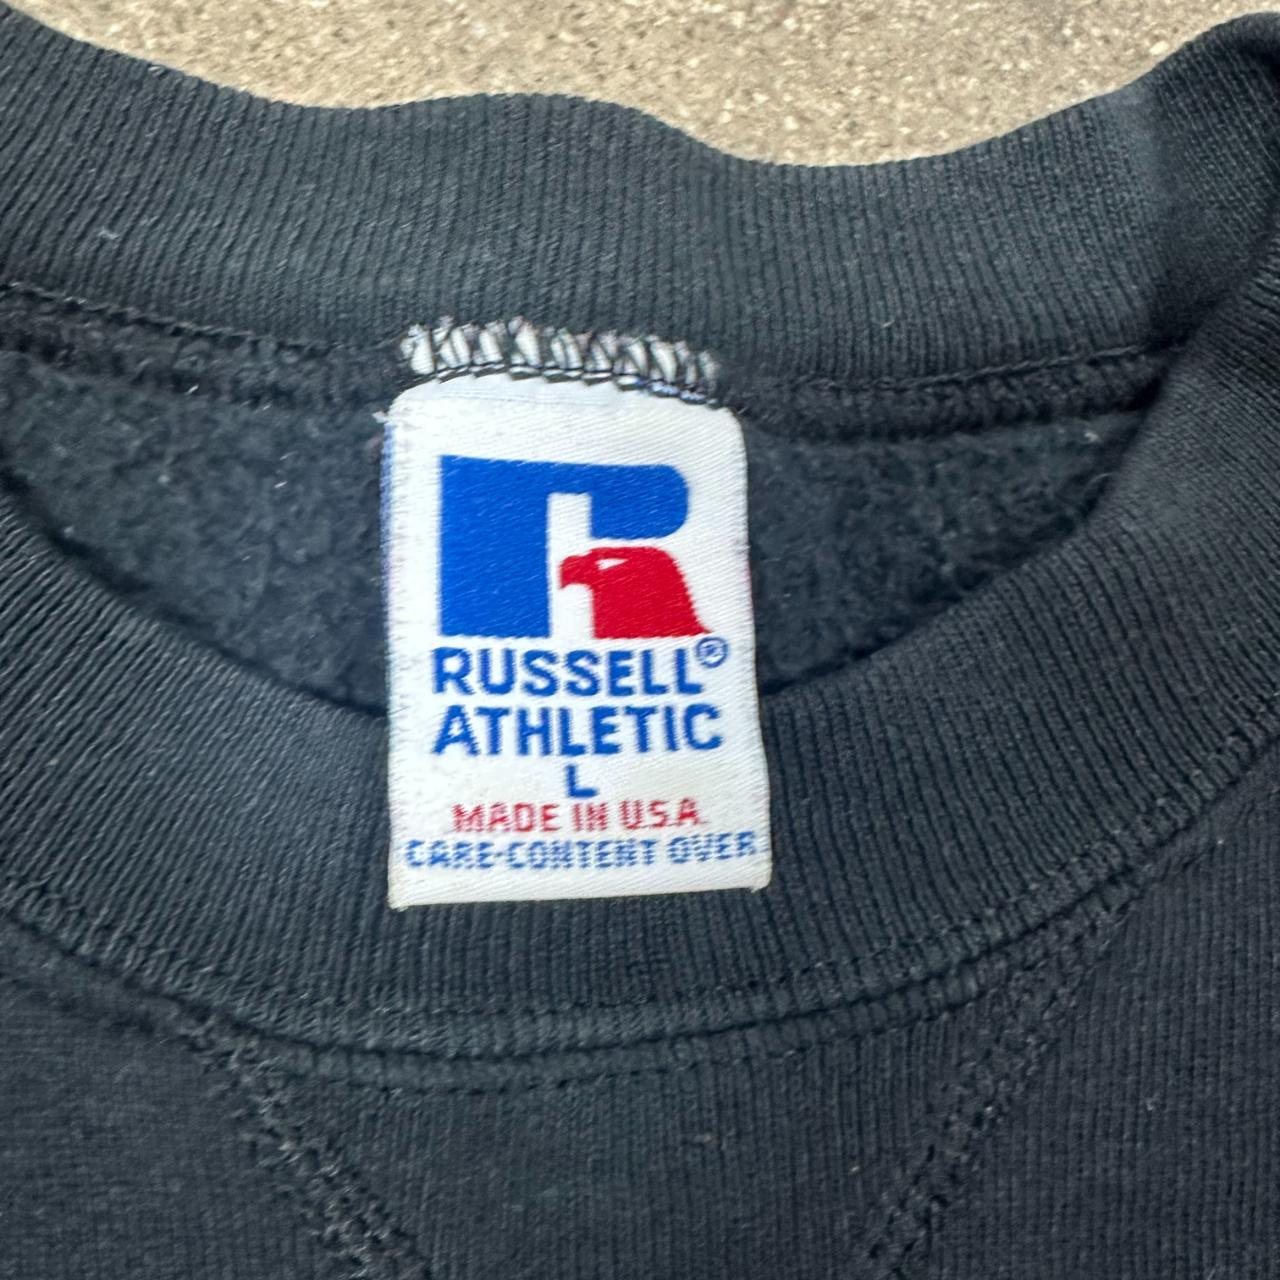 RUSSELL®
ATHLETIC
L
MADE IN U.S.A.
CARE-CONTENT OVER